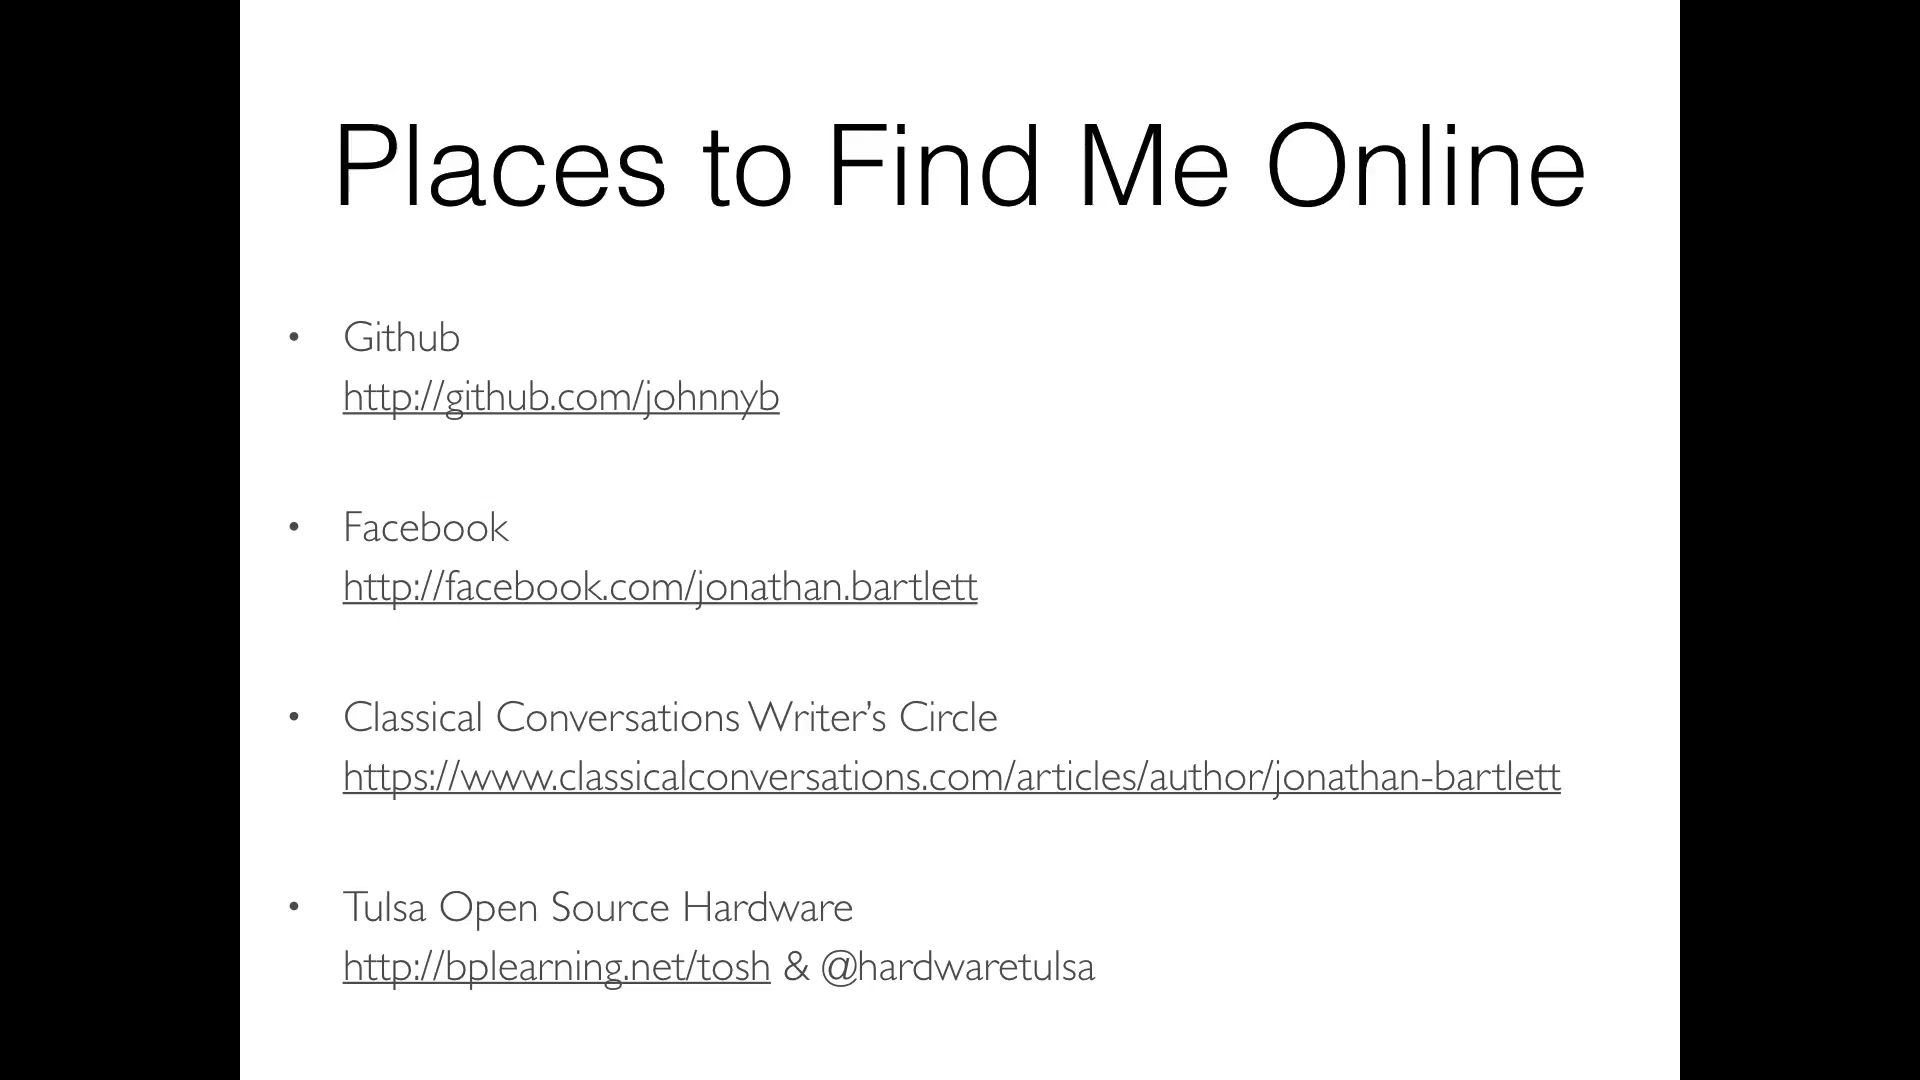 Places to Find Me Online
• Github
http://github.com/johnnyb
• Facebook
http://facebook.com/jonathan.bartlett
• Classical Conversations Writer’s Circle
https://www.classicalconversations.com/articles/author/jonathan-bartlett
• Tulsa Open Source Hardware
http://bplearning.net/tosh & @hardwaretulsa